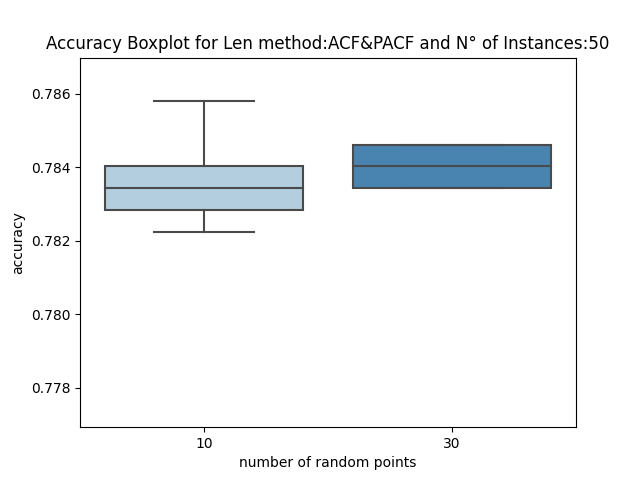 Accuracy Boxplot for Len method:ACF&PACF and N° of Instances:50
0.786
0.784
0.782
0.780
0.778
accuracy
10 30
number of random points